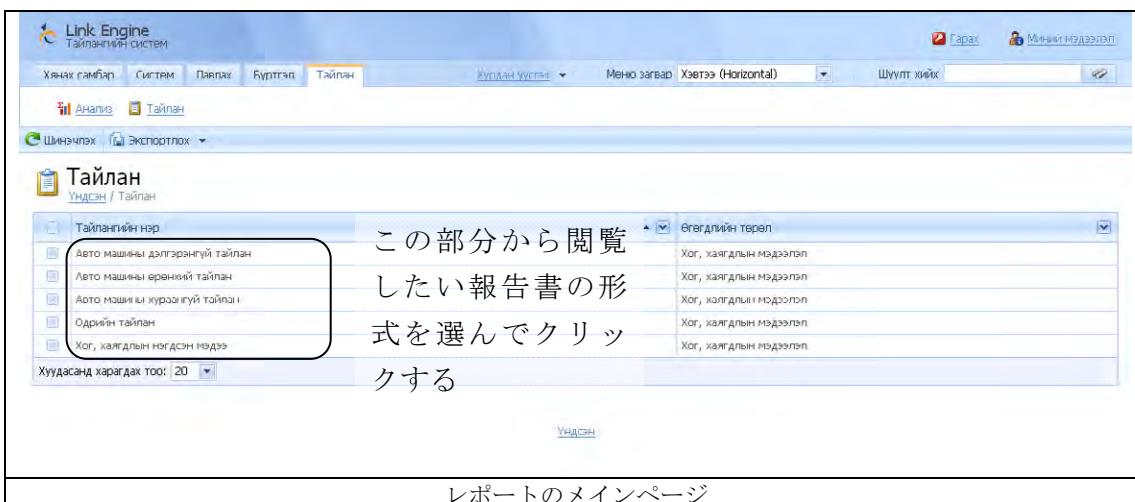 Link Engine
Тайлангийн систем
Гарах Миний мэдээлэл
Хянах самбар Систем Лавлах Бүртгэл Тайлан Хурдан үүсгэх Меню загвар Хэвтээ (Horizontal) Шүүлт хийх
Анализ Тайлан
Шинэчлэх Экспортлох
Тайлан
Үндсэн / Тайлан
Тайлангийн нэр Өгөгдлийн төрөл
Авто машины дэлгэрэнгүй тайлан Хог, хаягдлын мэдээлэл
Авто машины ерөнхий тайлан Хог, хаягдлын мэдээлэл
Авто машины хураангуй тайлан Хог, хаягдлын мэдээлэл
Өдрийн тайлан Хог, хаягдлын мэдээлэл
Хог, хаягдлын нэгдсэн мэдээ Хог, хаягдлын мэдээлэл
この部分から閲覧
したい報告書の形
式を選んでクリッ
クする
Хуудасанд харагдах тоо: 20
Үндсэн
レポートのメインページ